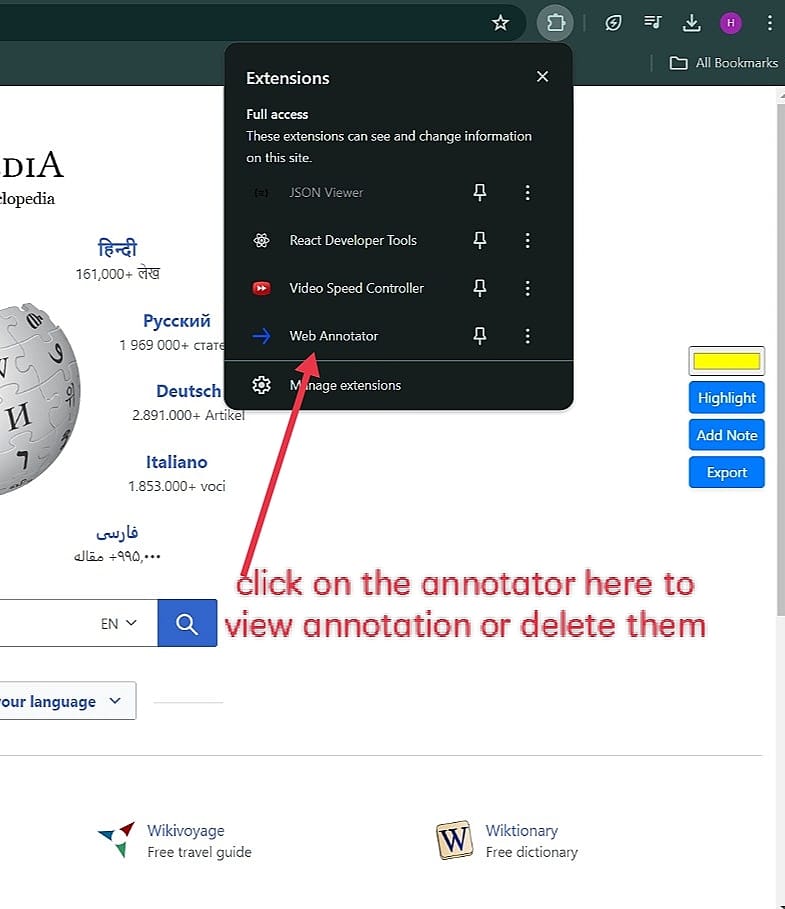 H
All Bookmarks
Extensions
Full access
These extensions can see and change information
on this site.
JSON Viewer
React Developer Tools
Video Speed Controller
Web Annotator
Manage extensions
DIA
lopedia
हिन्दी
161,000+ लेख
Русский
1 969 000+ стате
Deutsch
2.891.000+ Artikel
Italiano
1.853.000+ voci
فارسی
۹۹۵٬۰۰۰+ مقاله
W
И
Highlight
Add Note
Export
click on the annotator here to
view annotation or delete them
EN
your language
Wikivoyage
Free travel guide
W
Wiktionary
Free dictionary